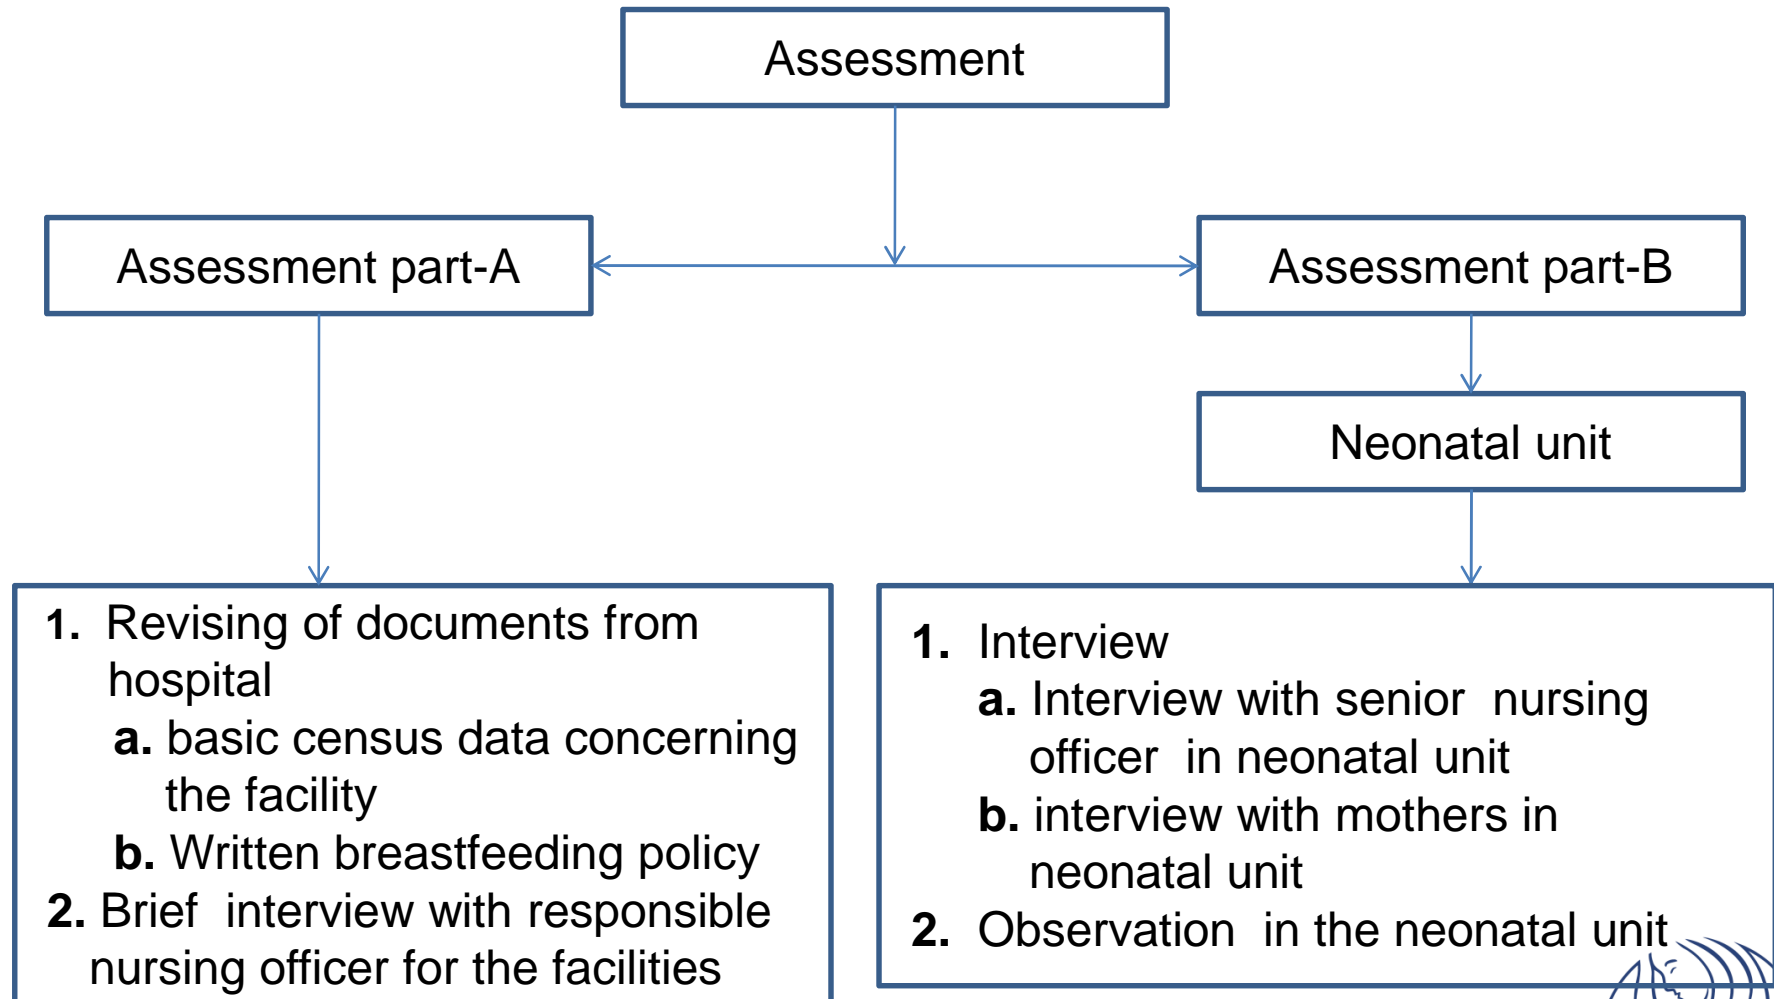 Assessment
Assessment part-A
Assessment part-B
Neonatal unit
1. Revising of documents from
hospital
a. basic census data concerning
the facility
b. Written breastfeeding policy
2. Brief interview with responsible
nursing officer for the facilities
1. Interview
a. Interview with senior nursing
officer in neonatal unit
b. interview with mothers in
neonatal unit
2. Observation in the neonatal unit